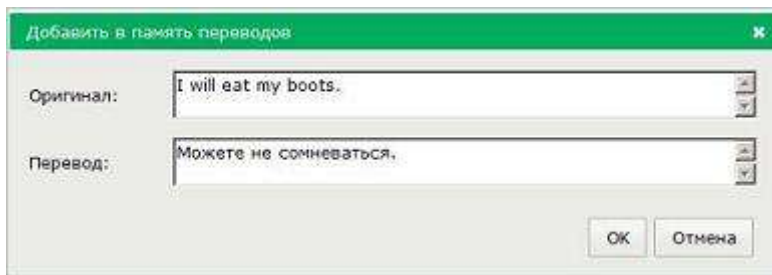 Добавить в память переводов
Оригинал: I will eat my boots.
Перевод: Можете не сомневаться.
OK Отмена